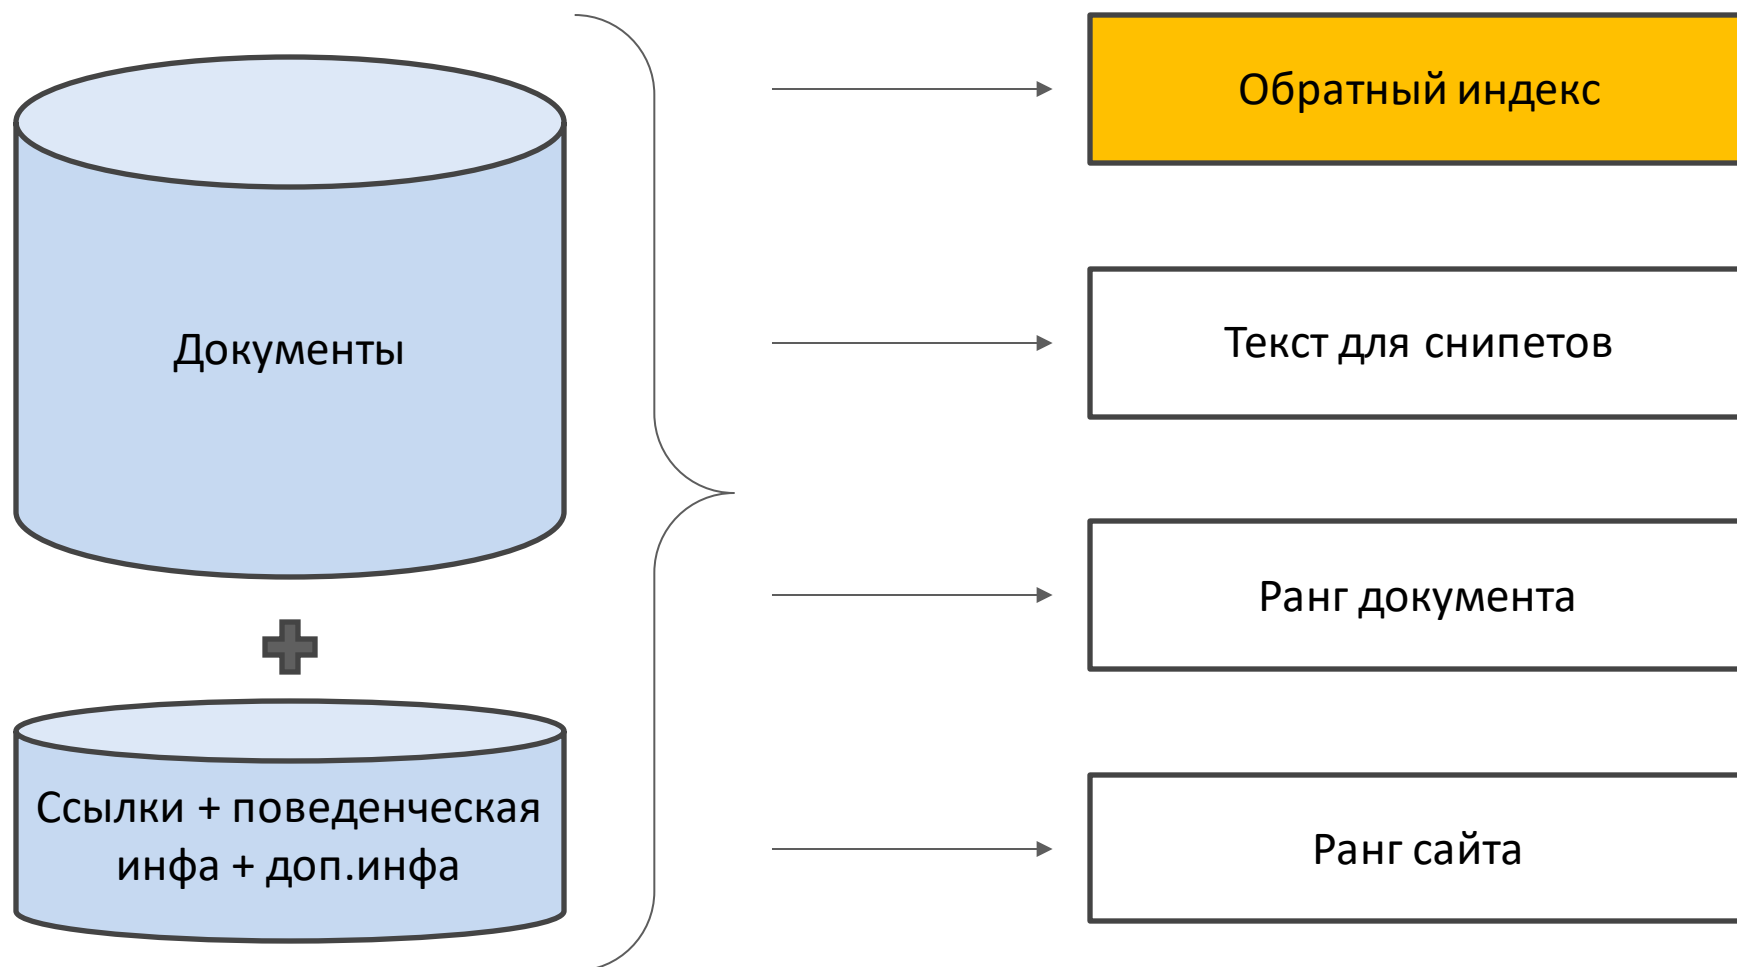 Обратный индекс
Документы
Текст для снипетов
Ранг документа
Ссылки + поведенческая
инфа + доп.инфа
Ранг сайта